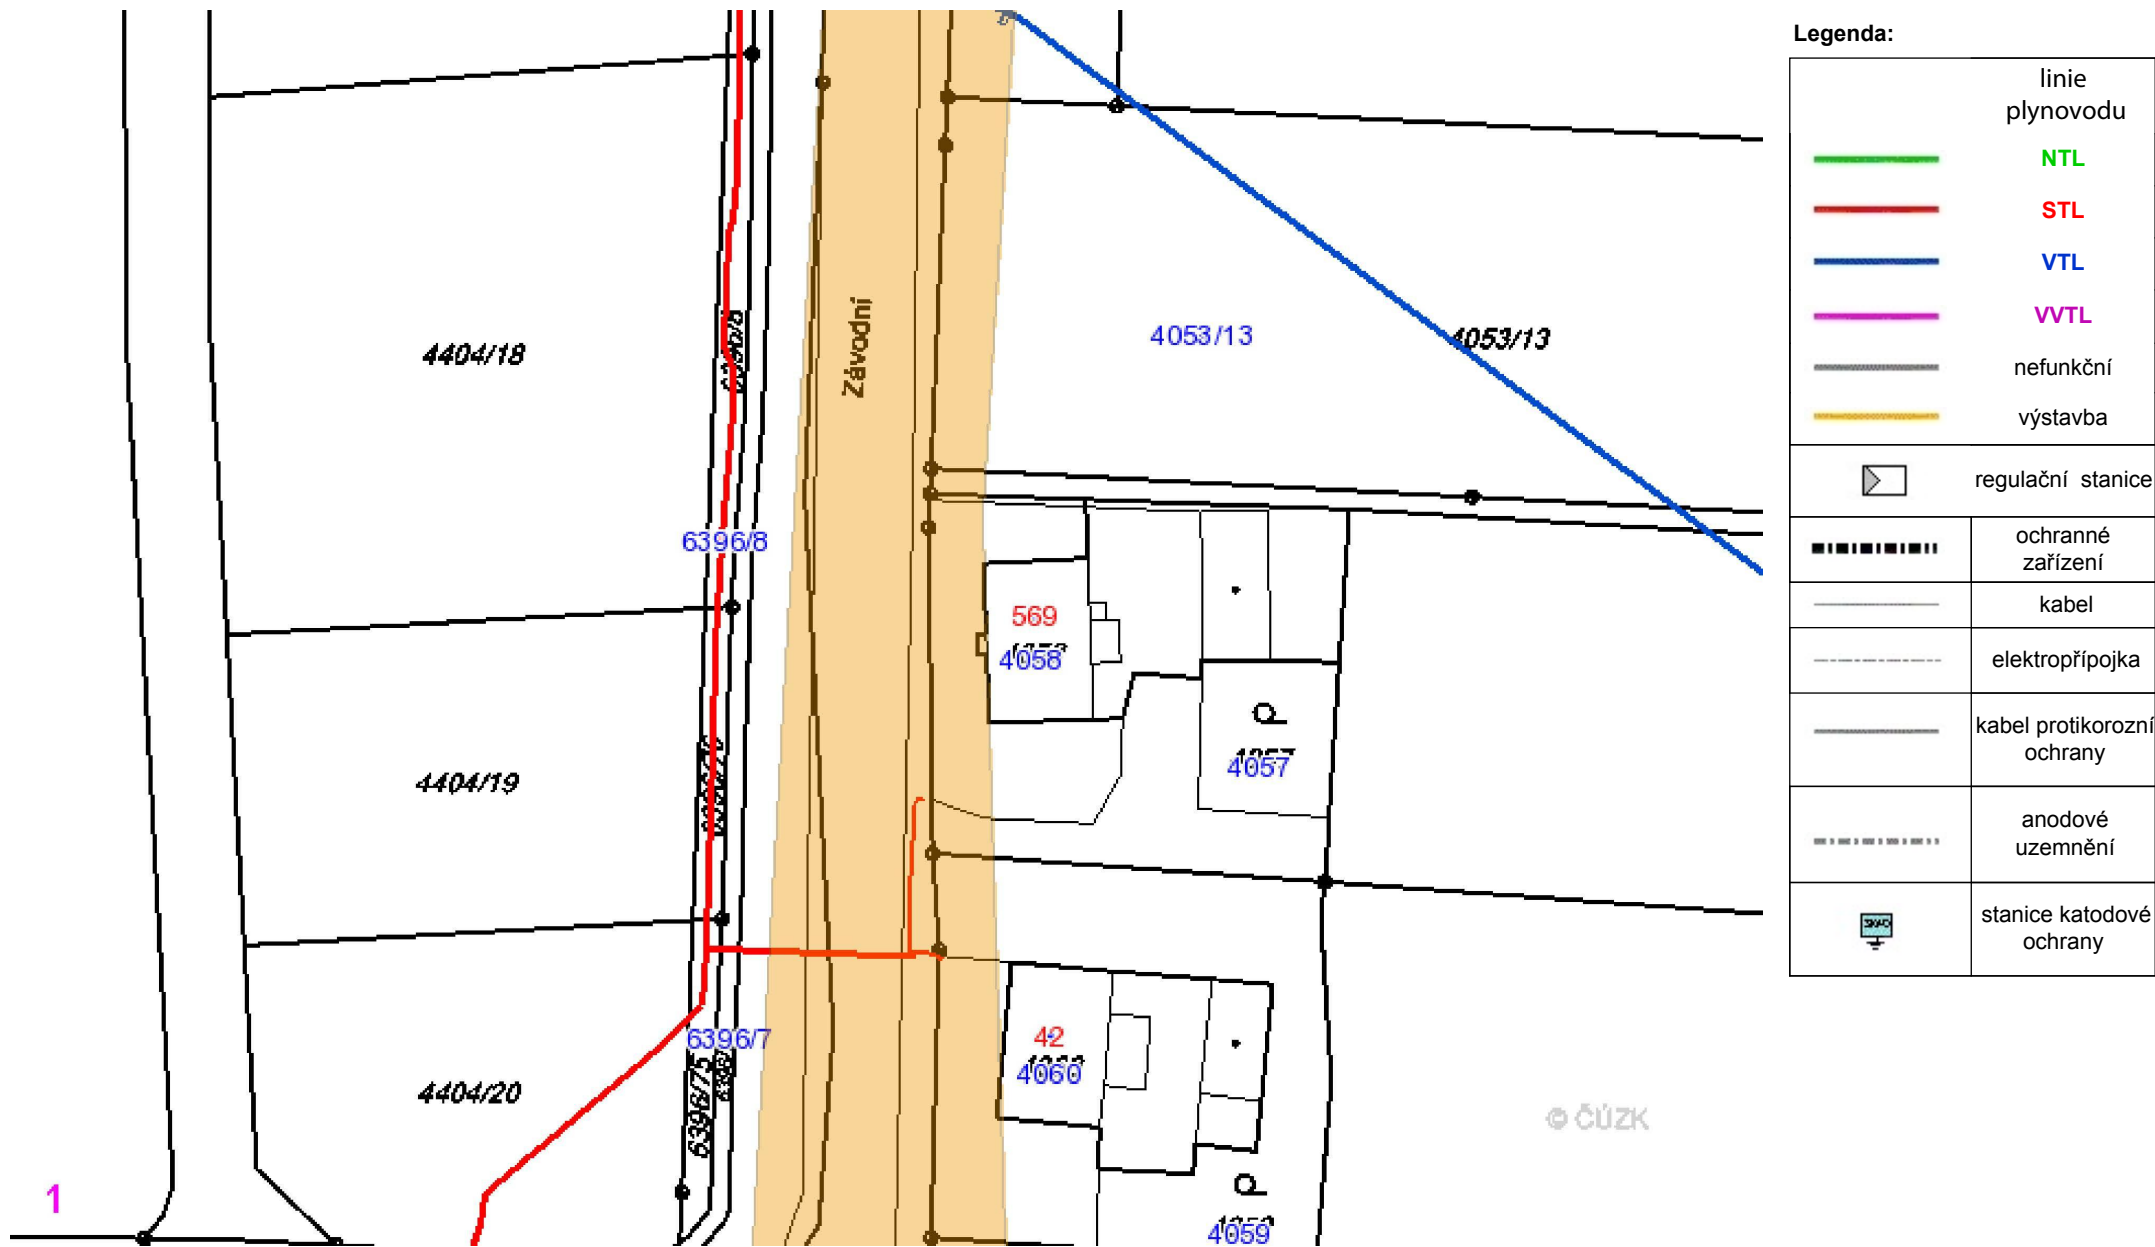 Legenda:
linie
plynovodu
NTL
STL
VTL
VVTL
nefunkční
výstavba
regulační stanice
ochranné
zařízení
kabel
elektropřípojka
kabel protikorozní
ochrany
anodové
uzemnění
stanice katodové
ochrany
4404/18
Závodní
4053/13
4053/13
6396/8
569
4058
4057
4404/19
4404/20
6396/7
6396/75
42
4060
4059
1
© ČÚZK